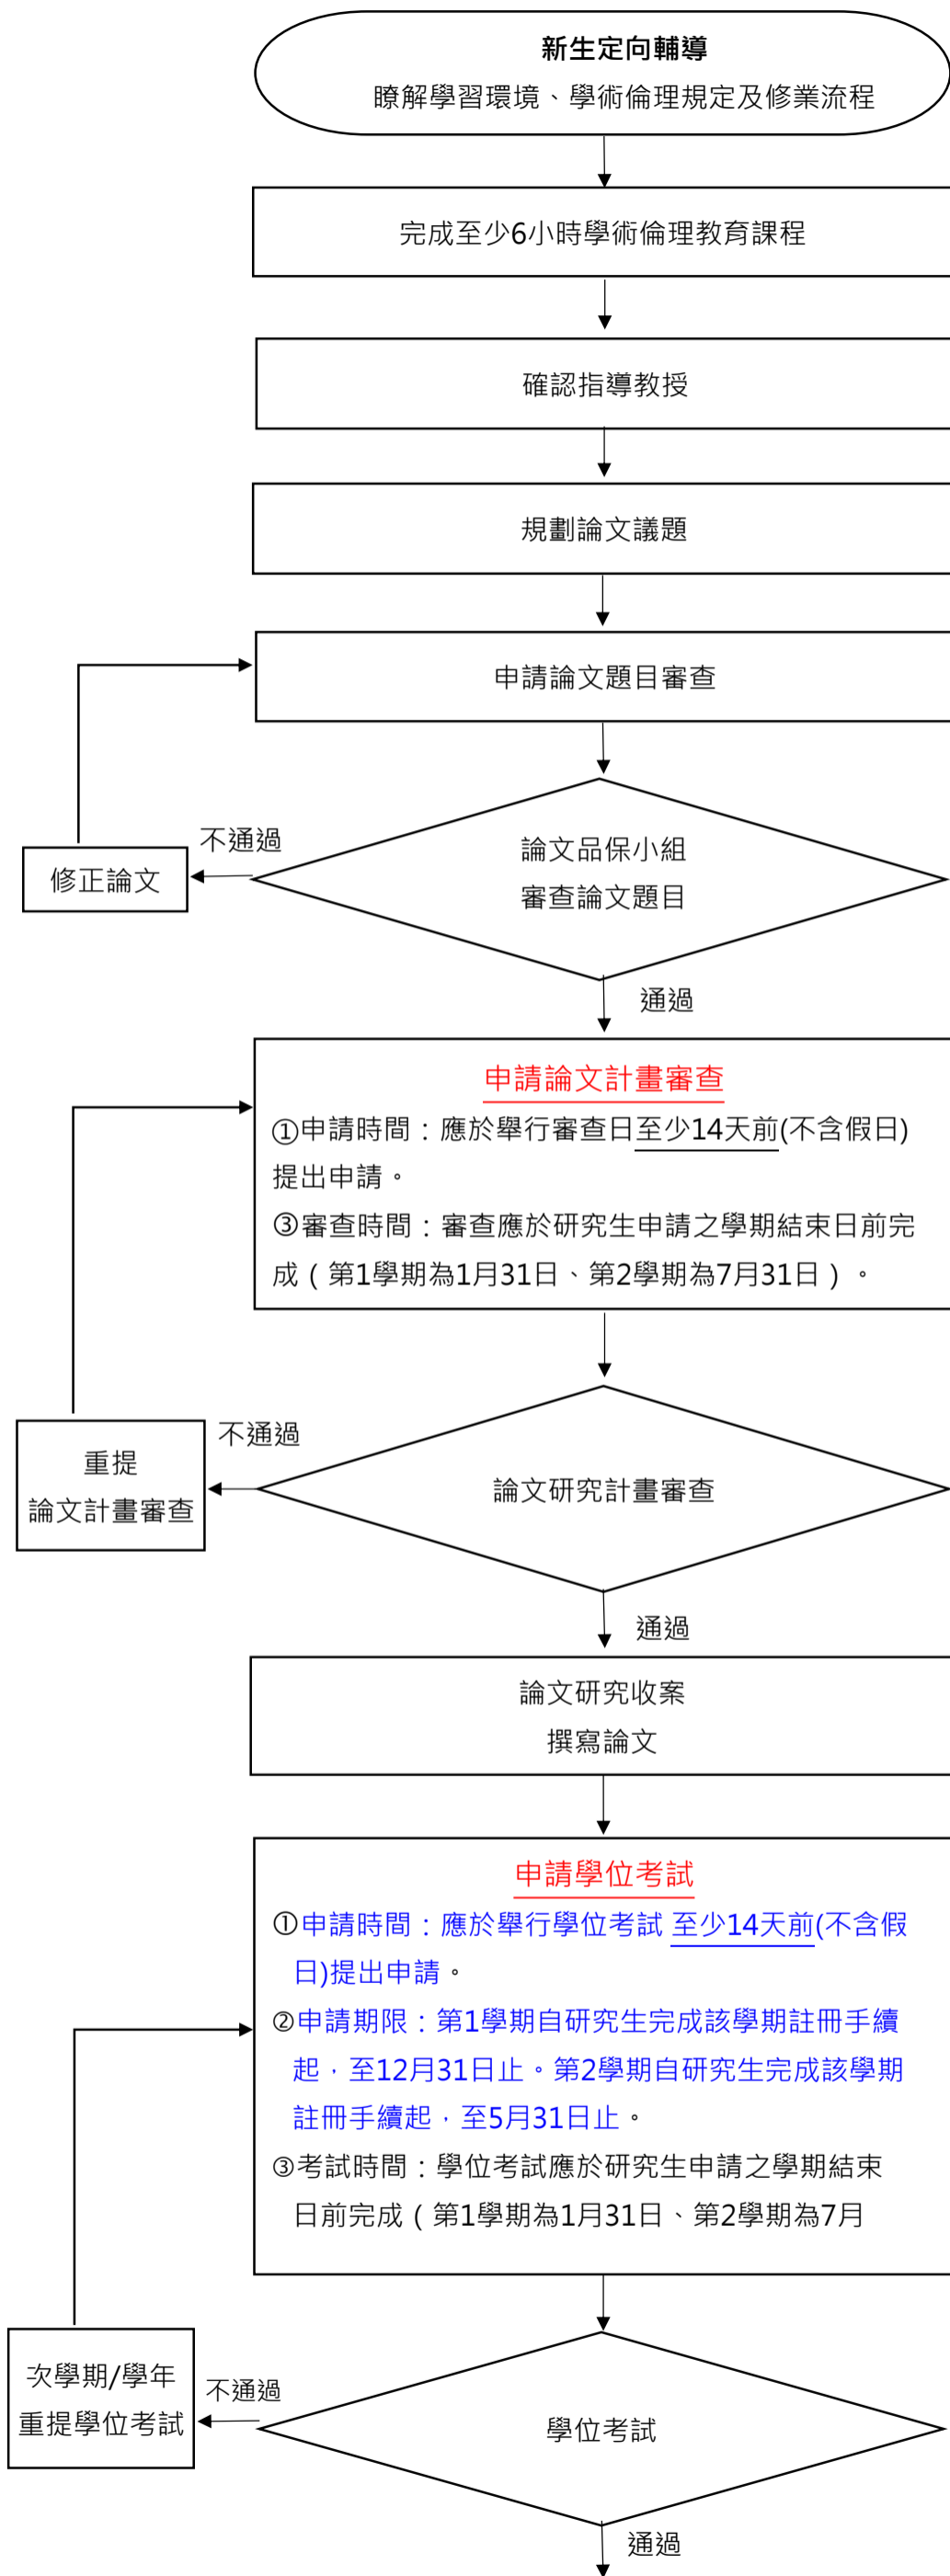 新生定向輔導
瞭解學習環境、學術倫理規定及修業流程
完成至少6小時學術倫理教育課程
確認指導教授
規劃論文議題
申請論文題目審查
不通過
修正論文
論文品保小組
審查論文題目
通過
申請論文計畫審查
①申請時間：應於舉行審查日至少14天前(不含假日)
提出申請。
③審查時間：審查應於研究生申請之學期結束日前完
成（第1學期為1月31日、第2學期為7月31日）。
不通過
重提
論文計畫審查
論文研究計畫審查
通過
論文研究收案
撰寫論文
申請學位考試
①申請時間：應於舉行學位考試 至少14天前(不含假
日)提出申請。
②申請期限：第1學期自研究生完成該學期註冊手續
起，至12月31日止。第2學期自研究生完成該學期
註冊手續起，至5月31日止。
③考試時間：學位考試應於研究生申請之學期結束
日前完成（第1學期為1月31日、第2學期為7月
次學期/學年
重提學位考試
不通過
學位考試
通過